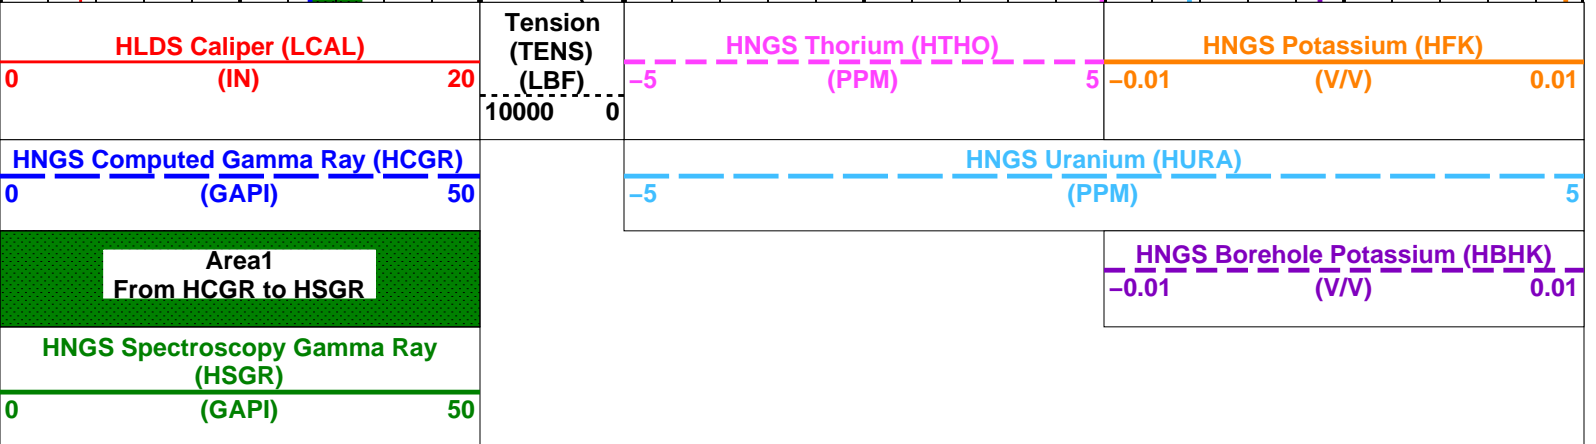 HLDS Caliper (LCAL)
0 (IN) 20
Tension
(TENS)
(LBF)
10000 0
HNGS Thorium (HTHO)
−5 (PPM) 5
HNGS Potassium (HFK)
−0.01 (V/V) 0.01
HNGS Computed Gamma Ray (HCGR)
0 (GAPI) 50
HNGS Uranium (HURA)
−5 (PPM) 5
Area1
From HCGR to HSGR
HNGS Borehole Potassium (HBHK)
−0.01 (V/V) 0.01
HNGS Spectroscopy Gamma Ray
(HSGR)
0 (GAPI) 50